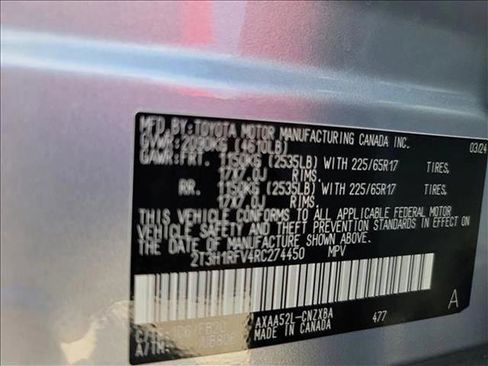 MFD.BY:TOYOTA MOTOR MANUFACTURING CANADA INC.
GVWR:2090KG (4610LB) 03/24
GAWR:FRT. 1150KG (2535LB) WITH 225/65R17 TIRES,
17X7.0J RIMS,
RR. 1150KG (2535LB) WITH 225/65R17 TIRES,
17X7.0J RIMS,
THIS VEHICLE CONFORMS TO ALL APPLICABLE FEDERAL MOTOR
VEHICLE SAFETY AND THEFT PREVENTION STANDARDS IN EFFECT
ON THE DATE OF MANUFACTURE SHOWN ABOVE.
2T3H1RFV4RC274450 MPV
A
C/TR: FB20 AXAA52L-CNZXBA
A/TM: MADE IN CANADA 477